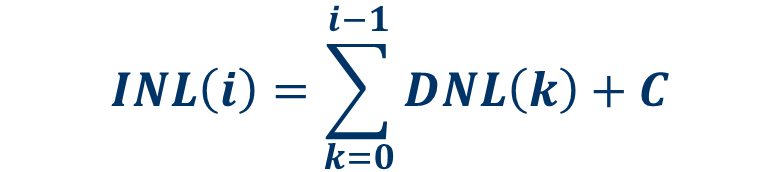 i−1
INL(i) = ∑ DNL(k) + C
k=0